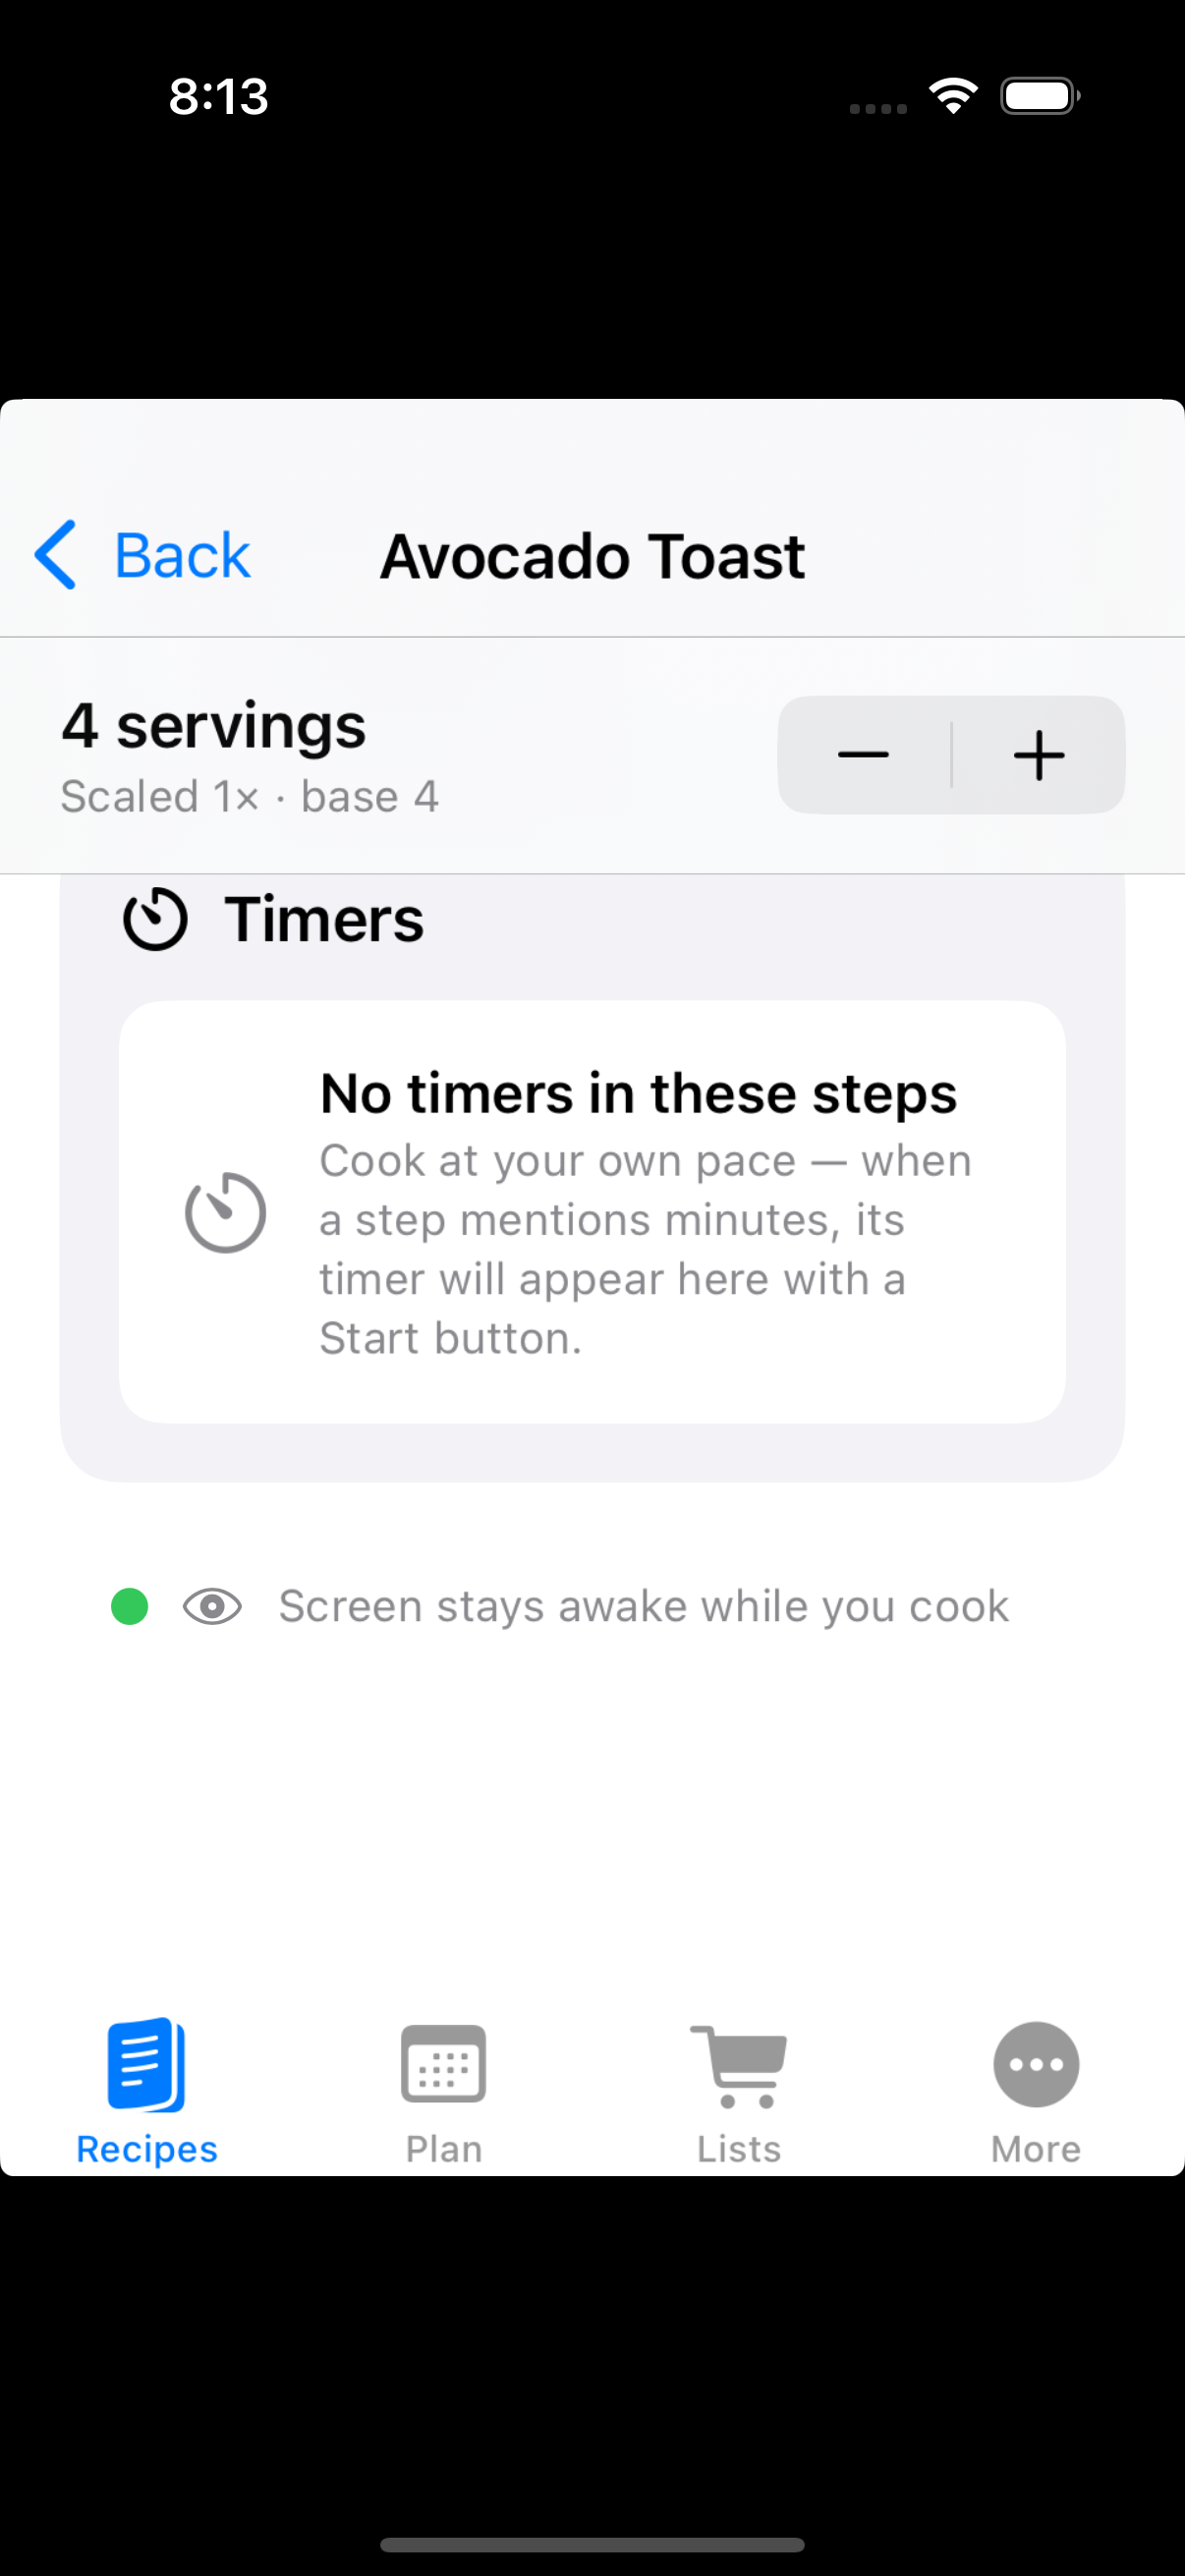 8:13
Back
Avocado Toast
4 servings
Scaled 1× · base 4
Timers
No timers in these steps
Cook at your own pace — when
a step mentions minutes, its
timer will appear here with a
Start button.
Screen stays awake while you cook
Recipes
Plan
Lists
More